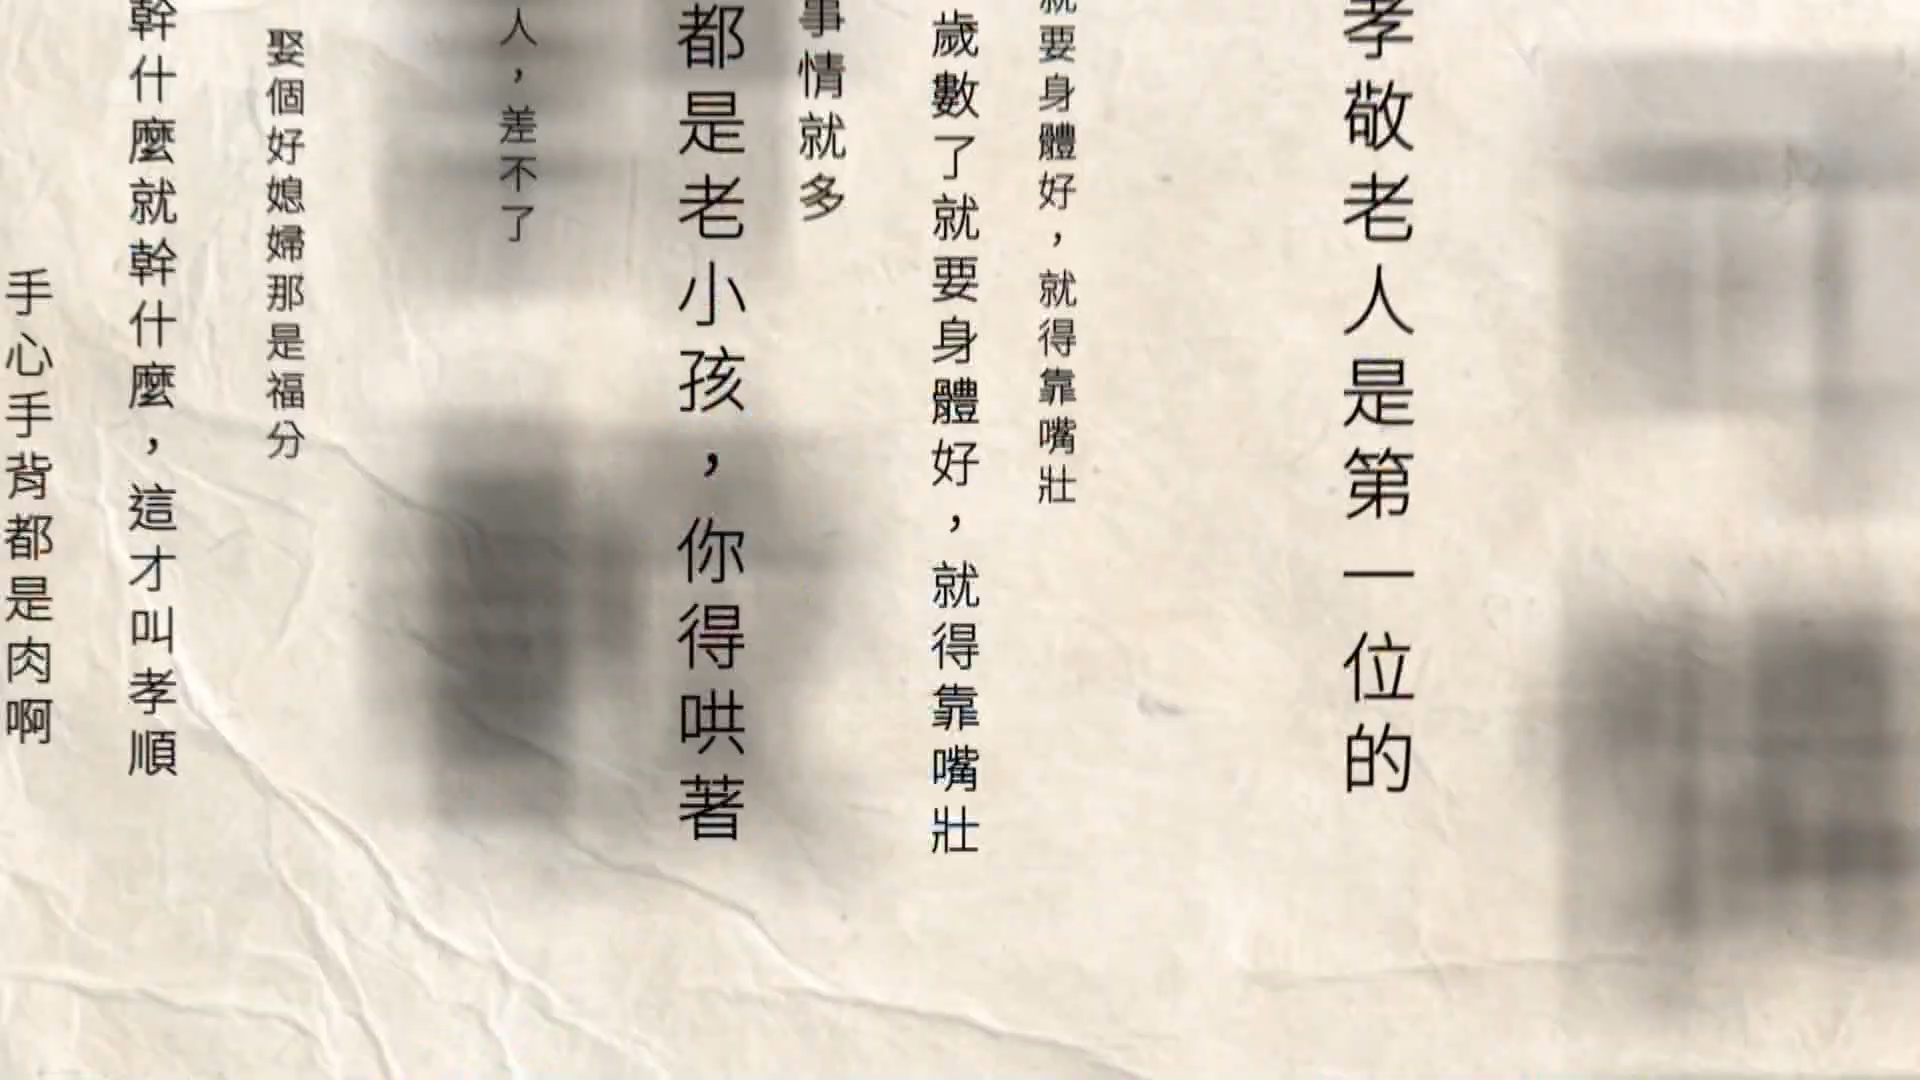 孝敬老人是第一位的
就要身體好，就得靠嘴壯
歲數了就要身體好，就得靠嘴壯
事情就多
都是老小孩，你得哄著
人，差不了
娶個好媳婦那是福分
幹什麼就幹什麼，這才叫孝順
手心手背都是肉啊